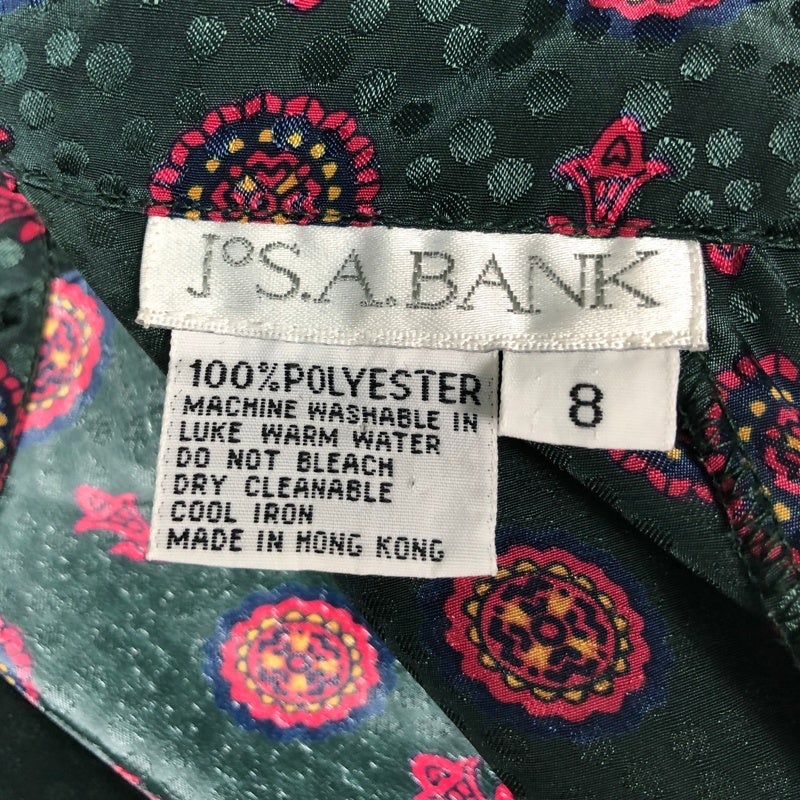 Jos.A.BANK
100% POLYESTER
MACHINE WASHABLE IN
LUKE WARM WATER
DO NOT BLEACH
DRY CLEANABLE
COOL IRON
MADE IN HONG KONG
8